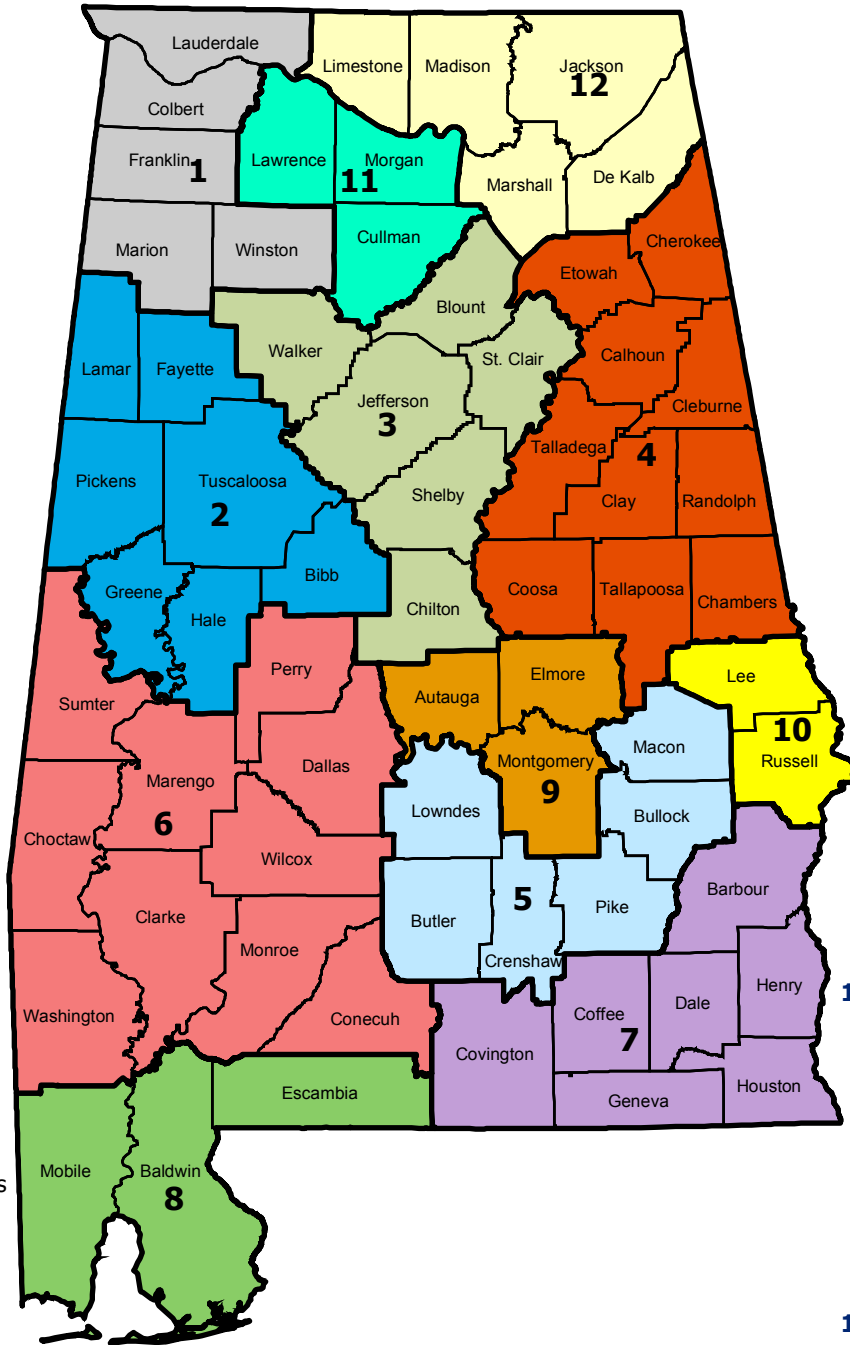 Lauderdale
Limestone
Madison
Jackson
12
Colbert
Franklin
1
Lawrence
Morgan
11
Marshall
De Kalb
Marion
Winston
Cullman
Cherokee
Etowah
Blount
Walker
St. Clair
Calhoun
Lamar
Fayette
Jefferson
3
Cleburne
Talladega
4
Pickens
Tuscaloosa
2
Shelby
Clay
Randolph
Bibb
Greene
Hale
Chilton
Coosa
Tallapoosa
Chambers
Perry
Elmore
Lee
Sumter
Autauga
10
Macon
Russell
Montgomery
9
Dallas
Marengo
6
Lowndes
Bullock
Choctaw
Wilcox
Barbour
5
Pike
Clarke
Butler
Monroe
Crenshaw
Henry
1
Washington
Conecuh
Coffee
Dale
7
Covington
Houston
Escambia
Geneva
Mobile
Baldwin
s
8
1